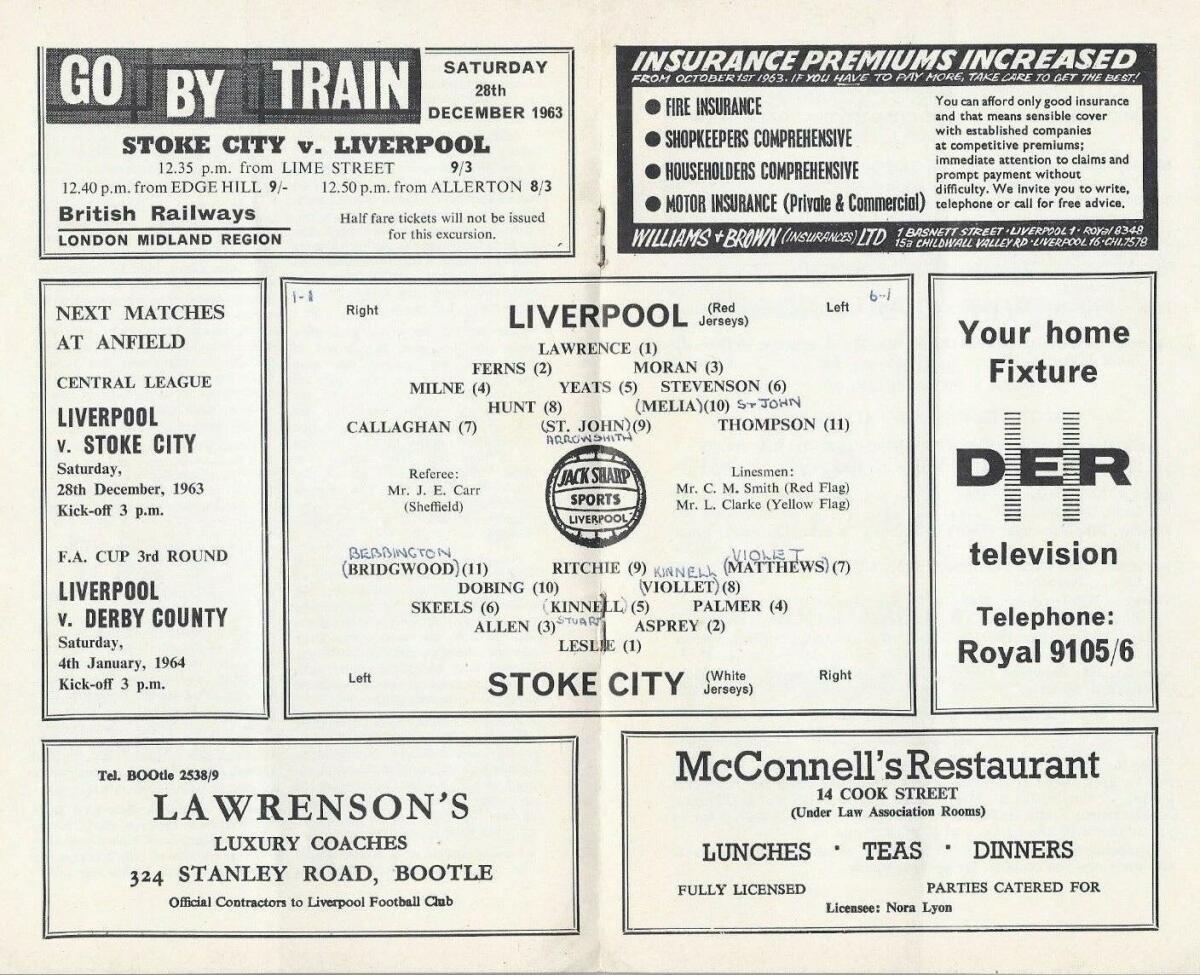 GO BY TRAIN
SATURDAY
28th
DECEMBER 1963
STOKE CITY v. LIVERPOOL
12.35 p.m. from LIME STREET 9/3
12.40 p.m. from EDGE HILL 9/- 12.50 p.m. from ALLERTON 8/3
British Railways
LONDON MIDLAND REGION
Half fare tickets will not be issued
for this excursion.
INSURANCE PREMIUMS INCREASED
FROM OCTOBER 1ST 1963. IF YOU HAVE TO PAY MORE, TAKE CARE TO GET THE BEST!
● FIRE INSURANCE
● SHOPKEEPERS COMPREHENSIVE
● HOUSEHOLDERS COMPREHENSIVE
● MOTOR INSURANCE (Private & Commercial)
You can afford only good insurance
and that means sensible cover
with established companies
at competitive premiums;
immediate attention to claims and
prompt payment without
difficulty. We invite you to write,
telephone or call for free advice.
WILLIAMS + BROWN (INSURANCES) LTD
7 BASNETT STREET · LIVERPOOL 1 · ROYal 8348
15a CHILDWALL VALLEY RD · LIVERPOOL 16 · CHI. 7578
NEXT MATCHES
AT ANFIELD
CENTRAL LEAGUE
LIVERPOOL
v. STOKE CITY
Saturday,
28th December, 1963
Kick-off 3 p.m.
F.A. CUP 3rd ROUND
LIVERPOOL
v. DERBY COUNTY
Saturday,
4th January, 1964
Kick-off 3 p.m.
1-1
6-1
Right LIVERPOOL (Red Jerseys) Left
LAWRENCE (1)
FERNS (2) MORAN (3)
MILNE (4) YEATS (5) STEVENSON (6)
HUNT (8) (MELIA) (10) ST JOHN
CALLAGHAN (7) (ST. JOHN) (9) THOMPSON (11)
ARROWSMITH
Referee:
Mr. J. E. Carr
(Sheffield)
JACK SHARP
SPORTS
LIVERPOOL
Linesmen:
Mr. C. M. Smith (Red Flag)
Mr. L. Clarke (Yellow Flag)
BEBBINGTON VIOLET
(BRIDGWOOD) (11) RITCHIE (9) (MATTHEWS) (7)
KINNELL
DOBING (10) (VIOLLET) (8)
SKEELS (6) (KINNELL) (5) PALMER (4)
STUART
ALLEN (3) ASPREY (2)
LESLIE (1)
Left STOKE CITY (White Jerseys) Right
Your home
Fixture
DER
television
Telephone:
Royal 9105/6
Tel. BOOtle 2538/9
LAWRENSON'S
LUXURY COACHES
324 STANLEY ROAD, BOOTLE
Official Contractors to Liverpool Football Club
McConnell's Restaurant
14 COOK STREET
(Under Law Association Rooms)
LUNCHES · TEAS · DINNERS
FULLY LICENSED PARTIES CATERED FOR
Licensee: Nora Lyon